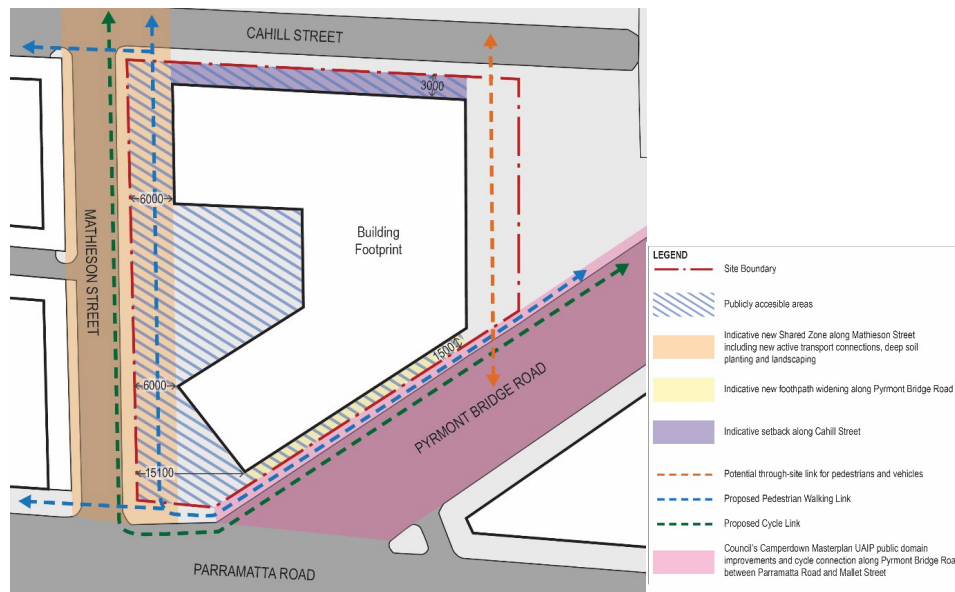 CAHILL STREET
3000
6000
MATHIESON STREET
Building
Footprint
1500
6000
PYRMONT BRIDGE ROAD
15100
PARRAMATTA ROAD
LEGEND
Site Boundary
Publicly accesible areas
Indicative new Shared Zone along Mathieson Street
including new active transport connections, deep soil
planting and landscaping
Indicative new foothpath widening along Pyrmont Bridge Road
Indicative setback along Cahill Street
Potential through-site link for pedestrians and vehicles
Proposed Pedestrian Walking Link
Proposed Cycle Link
Council's Camperdown Masterplan UAIP public domain
improvements and cycle connection along Pyrmont Bridge Roa
between Parramatta Road and Mallet Street